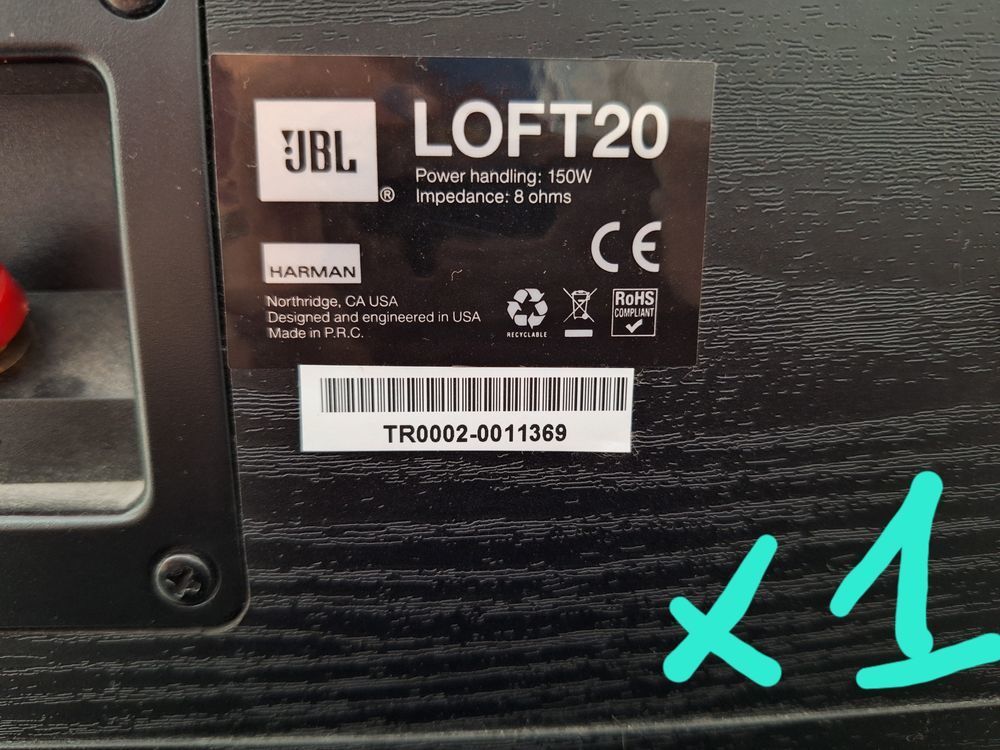 JBL
®
LOFT20
Power handling: 150W
Impedance: 8 ohms
CE
HARMAN
Northridge, CA USA
Designed and engineered in USA
Made in P.R.C.
RECYCLABLE
RoHS
COMPLIANT
TR0002-0011369
x1